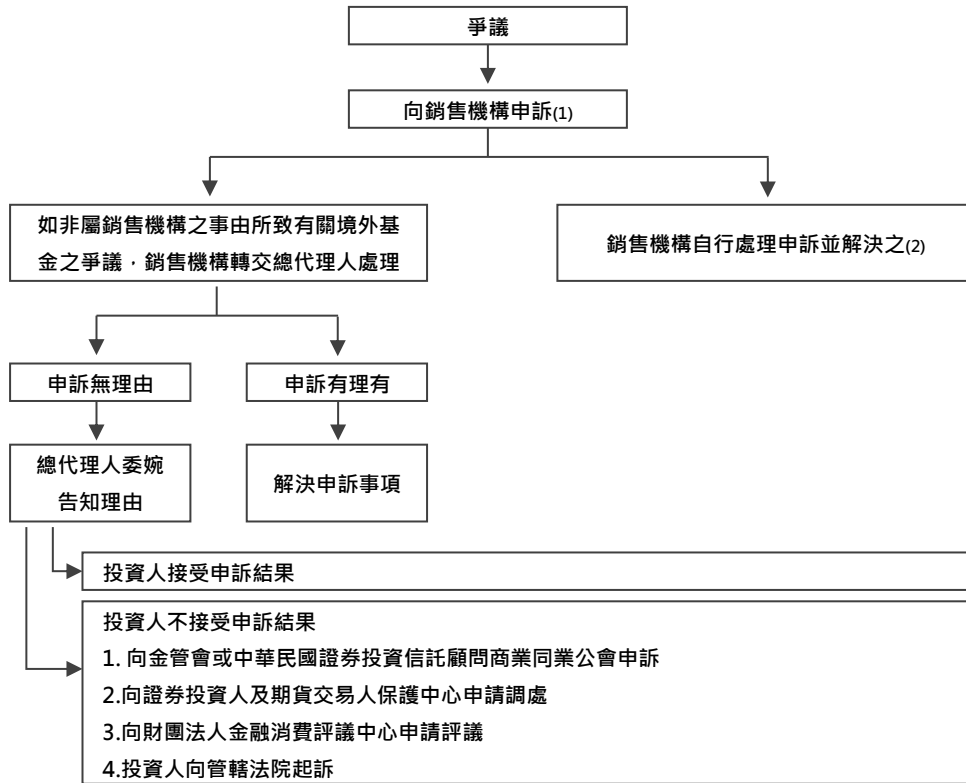 爭議
向銷售機構申訴(1)
如非屬銷售機構之事由所致有關境外基
金之爭議，銷售機構轉交總代理人處理
銷售機構自行處理申訴並解決之(2)
申訴無理由
申訴有理有
總代理人委婉
告知理由
解決申訴事項
投資人接受申訴結果
投資人不接受申訴結果
1. 向金管會或中華民國證券投資信託顧問商業同業公會申訴
2.向證券投資人及期貨交易人保護中心申請調處
3.向財團法人金融消費評議中心申請評議
4.投資人向管轄法院起訴